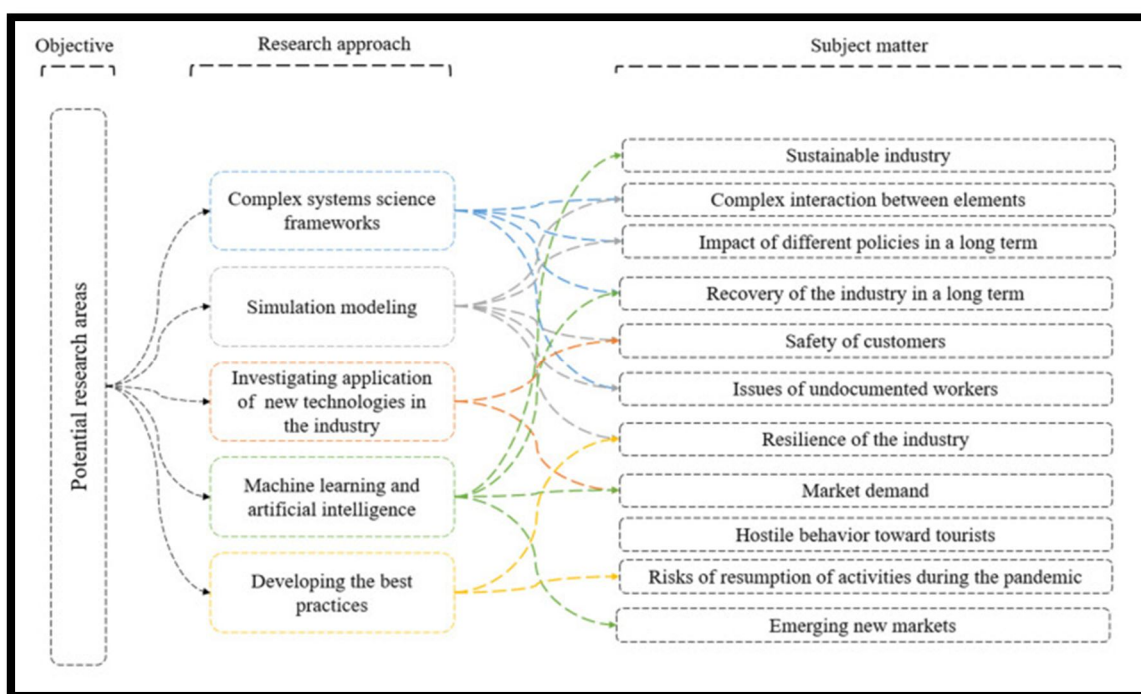 Objective
Research approach
Subject matter
Potential research areas
Complex systems science
frameworks
Simulation modeling
Investigating application
of new technologies in
the industry
Machine learning and
artificial intelligence
Developing the best
practices
Sustainable industry
Complex interaction between elements
Impact of different policies in a long term
Recovery of the industry in a long term
Safety of customers
Issues of undocumented workers
Resilience of the industry
Market demand
Hostile behavior toward tourists
Risks of resumption of activities during the pandemic
Emerging new markets